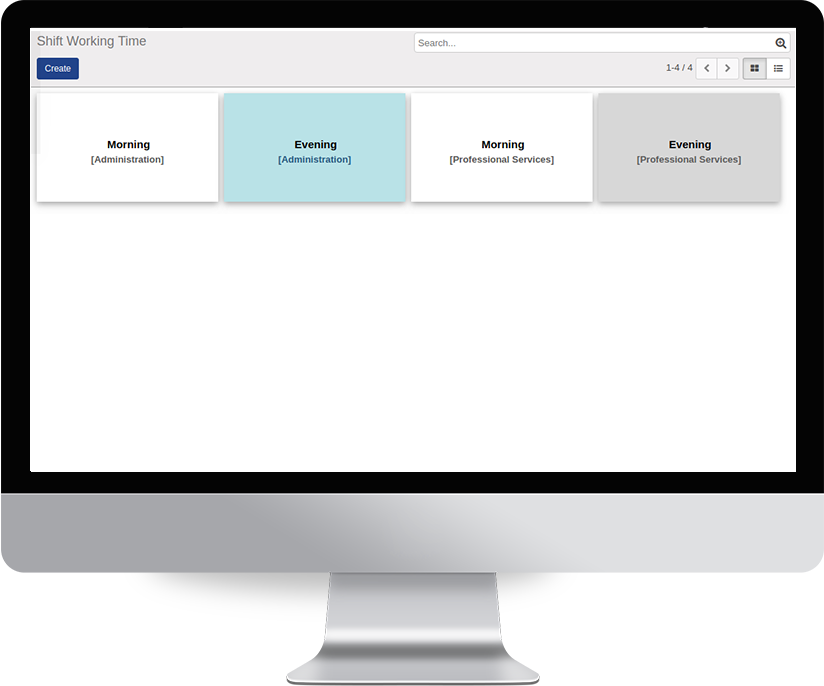 Shift Working Time
Search...
Create
1-4 / 4
Morning
[Administration]
Evening
[Administration]
Morning
[Professional Services]
Evening
[Professional Services]